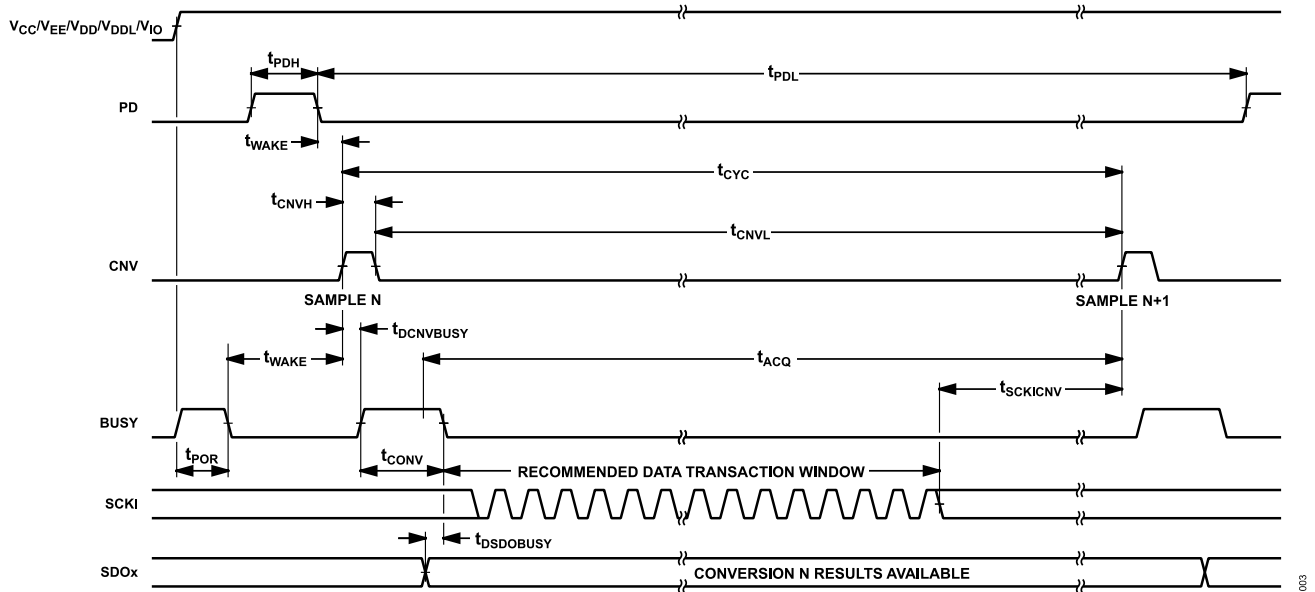 VCC/VEE/VDD/VDDL/VIO
tPDH
tPDL
PD
tWAKE
tCYC
tCNVH
tCNVL
CNV
SAMPLE N
SAMPLE N+1
tDCNVBUSY
tWAKE
tACQ
tSCKICNV
BUSY
tPOR
tCONV
RECOMMENDED DATA TRANSACTION WINDOW
SCKI
tDSDOBUSY
SDOx
CONVERSION N RESULTS AVAILABLE
003